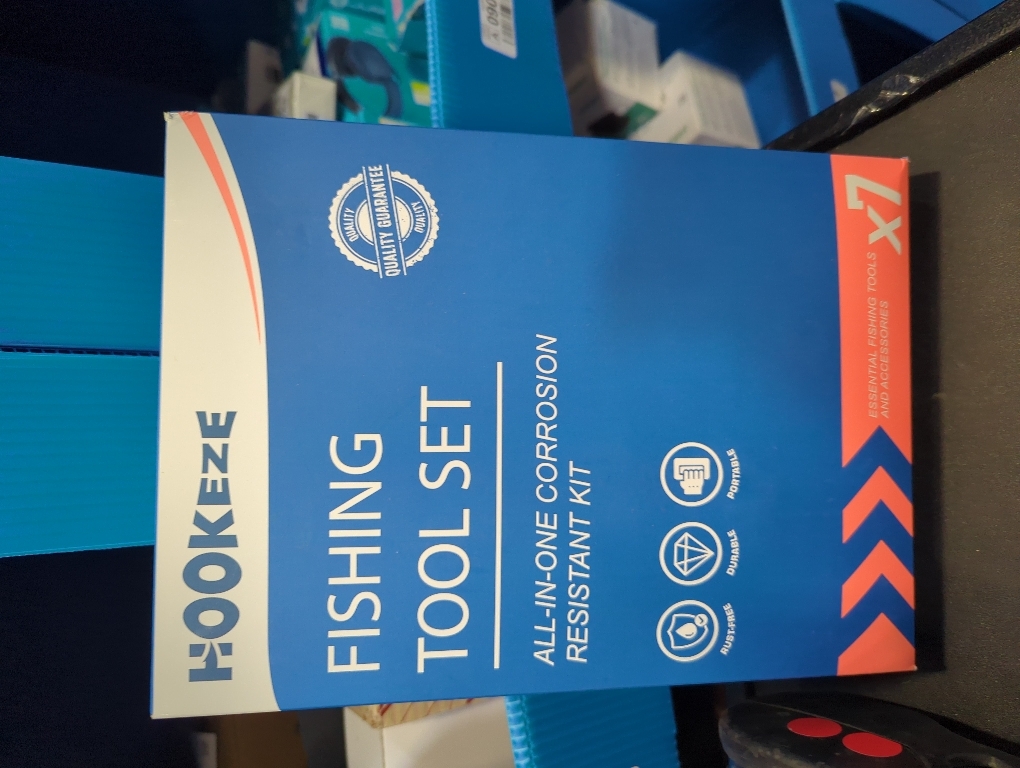 HOOKEZE
QUALITY
QUALITY GUARANTEE
QUALITY
FISHING
TOOL SET
ALL-IN-ONE CORROSION
RESISTANT KIT
RUST-FREE
DURABLE
PORTABLE
ESSENTIAL FISHING TOOLS
AND ACCESSORIES
x7